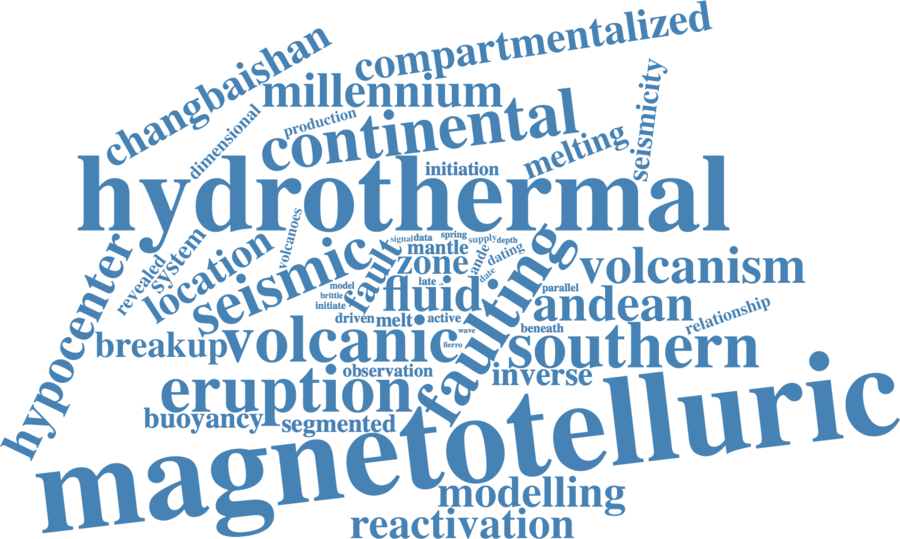 compartmentalized
changbaishan
millennium
seismicity
continental
production
dimensional
melting
initiation
hydrothermal
volcanoes
hypocenter
system
revealed
location
seismic
fault
signal
data
spring
supply
depth
mantle
zone
ande
dating
date
late
model
brittle
initiate
fluid
faulting
volcanism
parallel
andean
relationship
driven
melt
active
beneath
wave
fierro
breakup
volcanic
southern
observation
inverse
eruption
buoyancy
segmented
magnetotelluric
modelling
reactivation